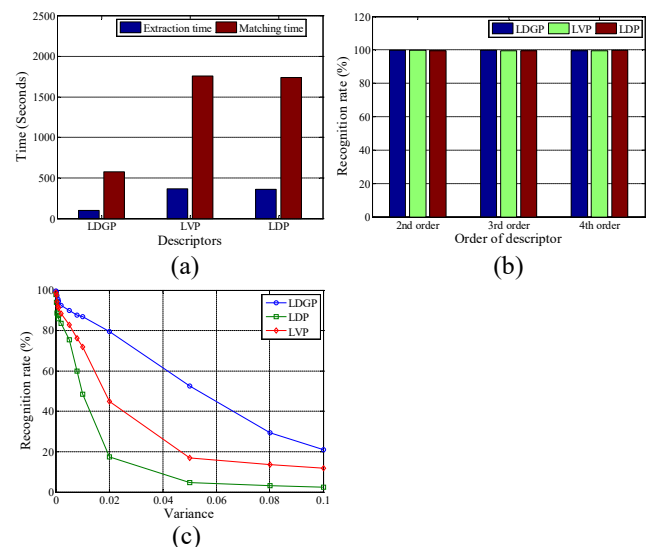 2500
2000
1500
1000
500
0
Time (Seconds)
Extraction time
Matching time
LDGP LVP LDP
Descriptors
(a)
120
100
80
60
40
20
0
Recognition rate (%)
LDGP LVP LDP
2nd order 3rd order 4th order
Order of descriptor
(b)
100
80
60
40
20
0
Recognition rate (%)
LDGP
LDP
LVP
0 0.02 0.04 0.06 0.08 0.1
Variance
(c)